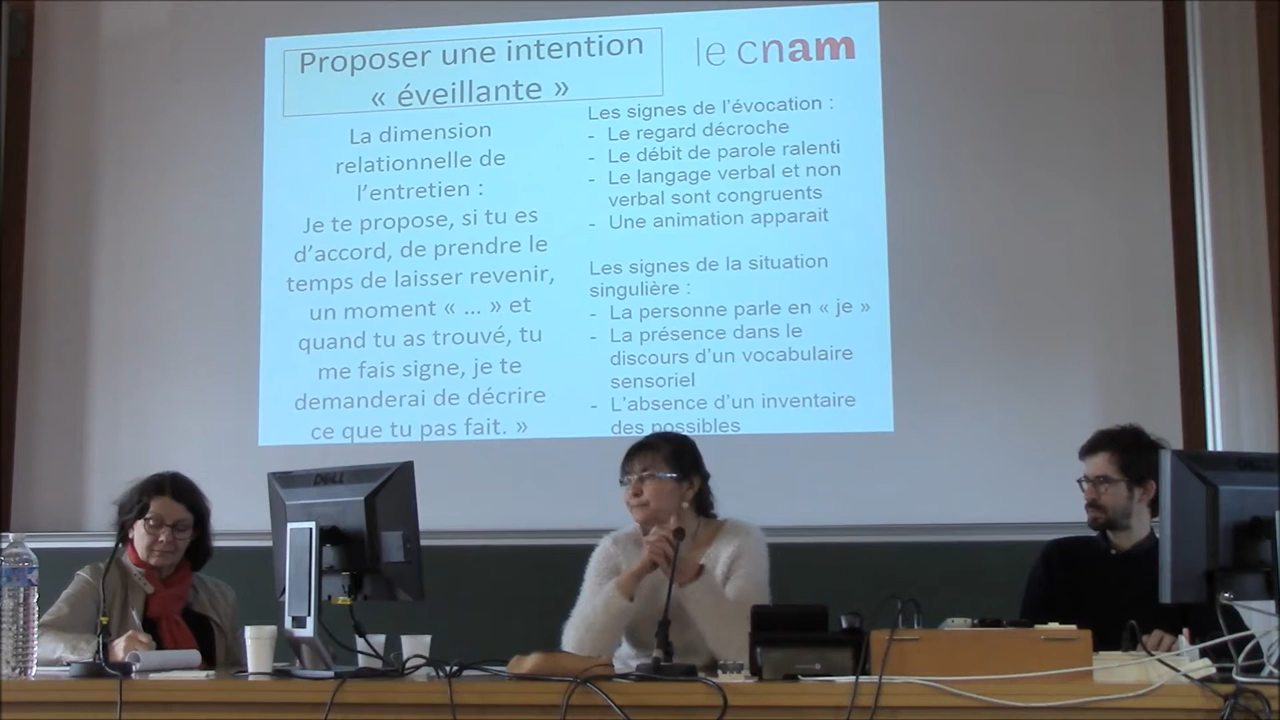 Proposer une intention
« éveillante »
le cnam
La dimension
relationnelle de
l'entretien :
Je te propose, si tu es
d'accord, de prendre le
temps de laisser revenir,
un moment « ... » et
quand tu as trouvé, tu
me fais signe, je te
demanderai de décrire
ce que tu pas fait. »
Les signes de l'évocation :
- Le regard décroche
- Le débit de parole ralenti
- Le langage verbal et non
verbal sont congruents
- Une animation apparait
Les signes de la situation
singulière :
- La personne parle en « je »
- La présence dans le
discours d'un vocabulaire
sensoriel
- L'absence d'un inventaire
des possibles
DELL
DELL